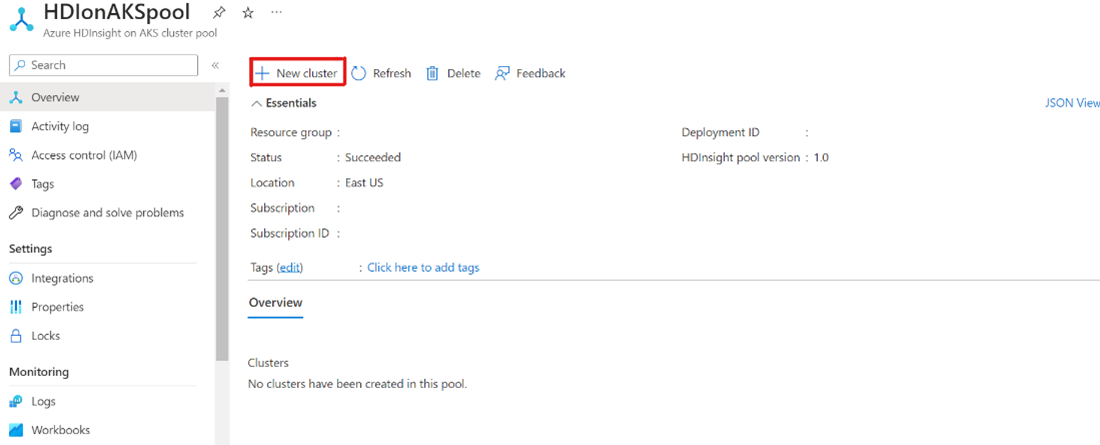 HDIonAKSpool
Azure HDInsight on AKS cluster pool
Search
Overview
Activity log
Access control (IAM)
Tags
Diagnose and solve problems
Settings
Integrations
Properties
Locks
Monitoring
Logs
Workbooks
New cluster Refresh Delete Feedback
Essentials
JSON View
Resource group :
Status : Succeeded
Location : East US
Subscription :
Subscription ID :
Deployment ID :
HDInsight pool version : 1.0
Tags (edit) : Click here to add tags
Overview
Clusters
No clusters have been created in this pool.